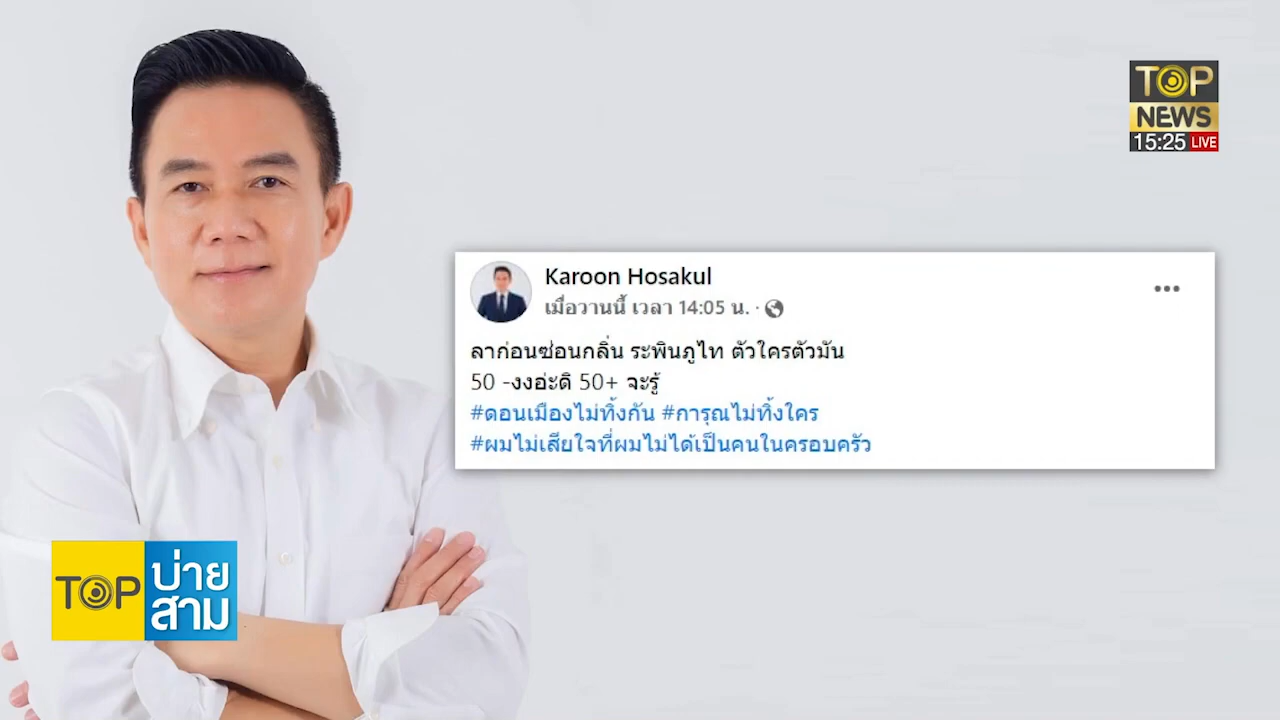 TOP
NEWS
15:25 LIVE
Karoon Hosakul
เมื่อวานนี้ เวลา 14:05 น. ·
ลาก่อนซ่อนกลิ่น ระพินภูไท ตัวใครตัวมัน
50 -งงอ่ะดิ 50+ จะรู้
#ดอนเมืองไม่ทิ้งกัน #การุณไม่ทิ้งใคร
#ผมไม่เสียใจที่ผมไม่ได้เป็นคนในครอบครัว
TOP บ่าย
สาม